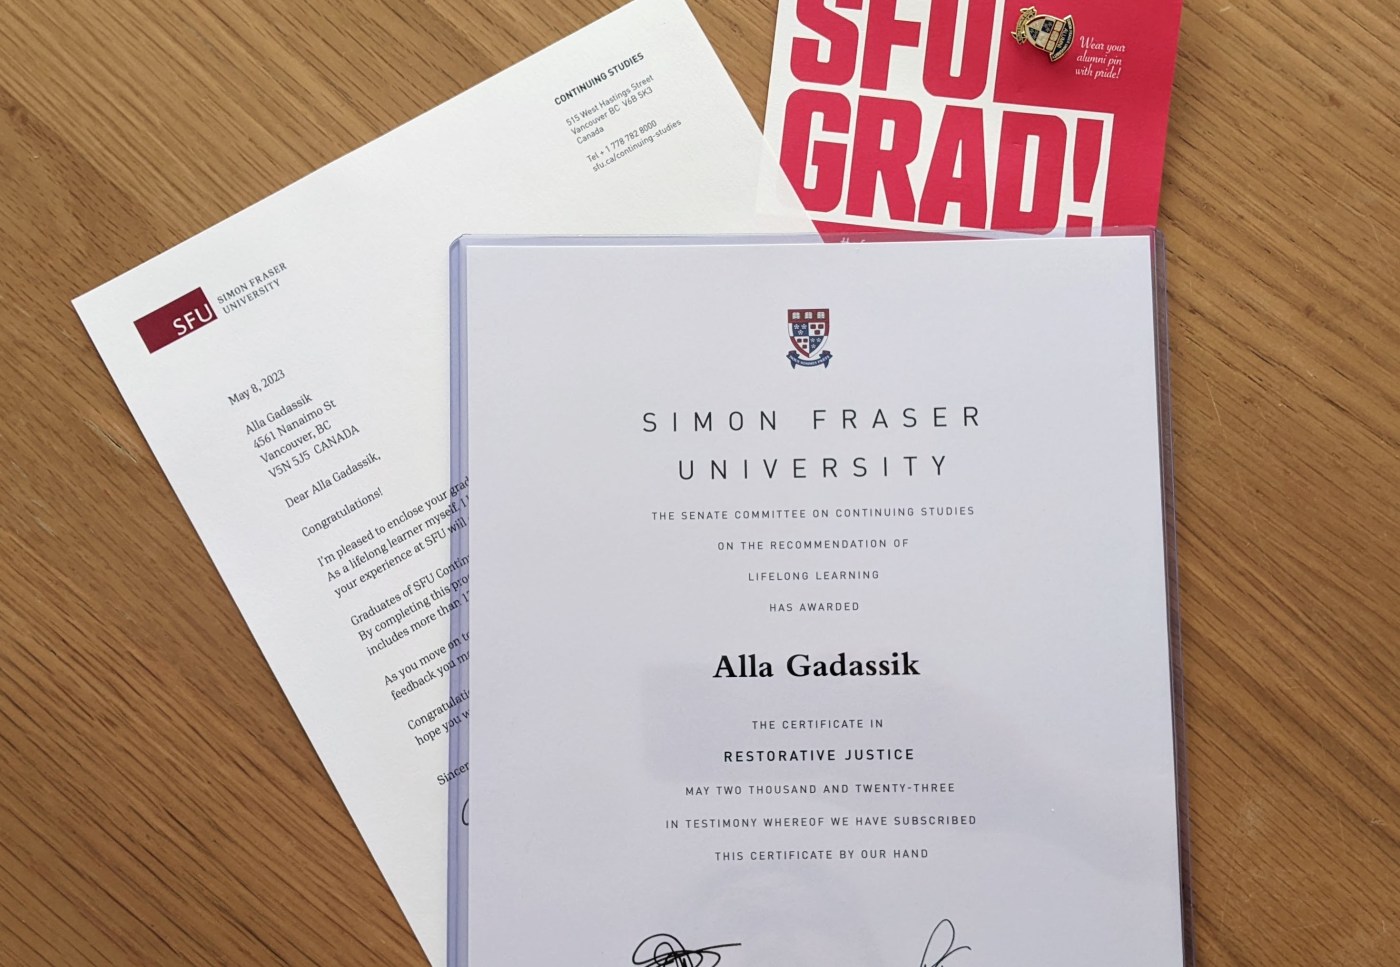 CONTINUING STUDIES
515 West Hastings Street
Vancouver BC V6B 5K3
Canada
Tel + 1 778 782 8000
sfu.ca/continuing-studies
SFU
SIMON FRASER
UNIVERSITY
May 8, 2023
Alla Gadassik
4561 Nanaimo St
Vancouver, BC
V5N 5J5 CANADA
Dear Alla Gadassik,
Congratulations!
I'm pleased to enclose your grad
As a lifelong learner myself, I
your experience at SFU will
Graduates of SFU Contin
By completing this pro
includes more than 1
As you move on to
feedback you m
Congratulati
hope you w
Sincer
SFU
GRAD!
Wear your
alumni pin
with pride!
SIMON FRASER
UNIVERSITY
THE SENATE COMMITTEE ON CONTINUING STUDIES
ON THE RECOMMENDATION OF
LIFELONG LEARNING
HAS AWARDED
Alla Gadassik
THE CERTIFICATE IN
RESTORATIVE JUSTICE
MAY TWO THOUSAND AND TWENTY-THREE
IN TESTIMONY WHEREOF WE HAVE SUBSCRIBED
THIS CERTIFICATE BY OUR HAND